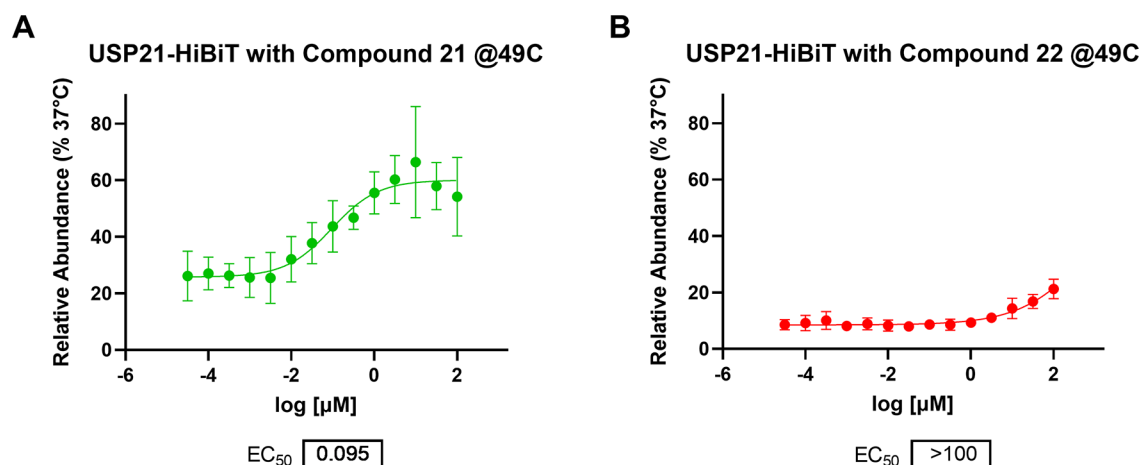 A
USP21-HiBiT with Compound 21 @49C
Relative Abundance (% 37°C)
80
60
40
20
0
-6
-4
-2
0
2
log [µM]
EC50 0.095
B
USP21-HiBiT with Compound 22 @49C
Relative Abundance (% 37°C)
80
60
40
20
0
-6
-4
-2
0
2
log [µM]
EC50 >100